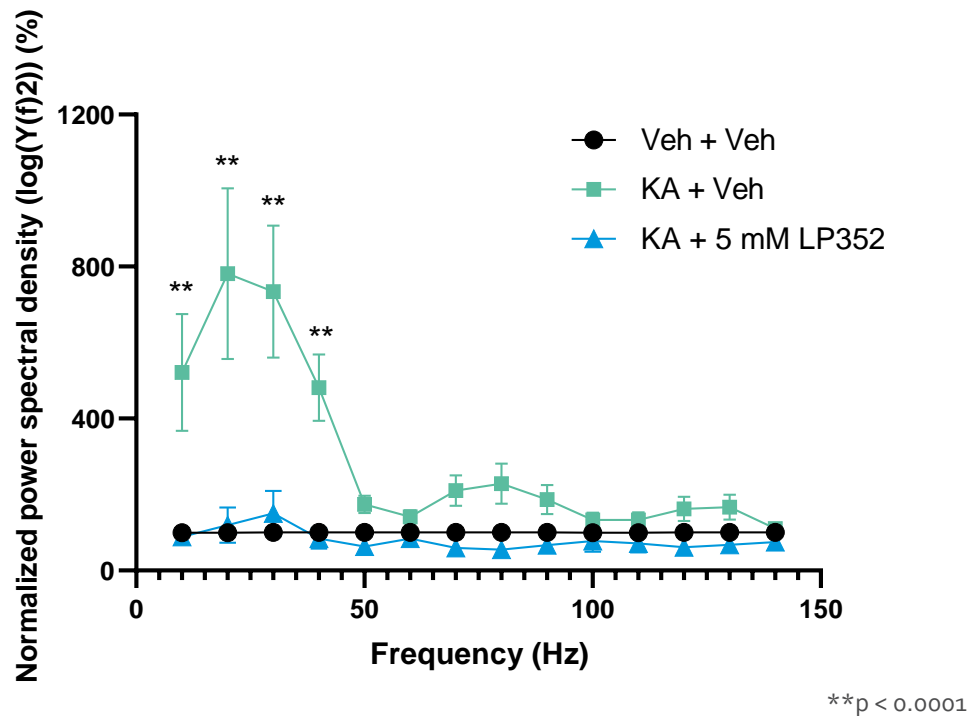 Normalized power spectral density (log(Y(f)2)) (%)
1200
800
400
0
**
**
**
**
Veh + Veh
KA + Veh
KA + 5 mM LP352
0
50
100
150
Frequency (Hz)
**p < 0.0001